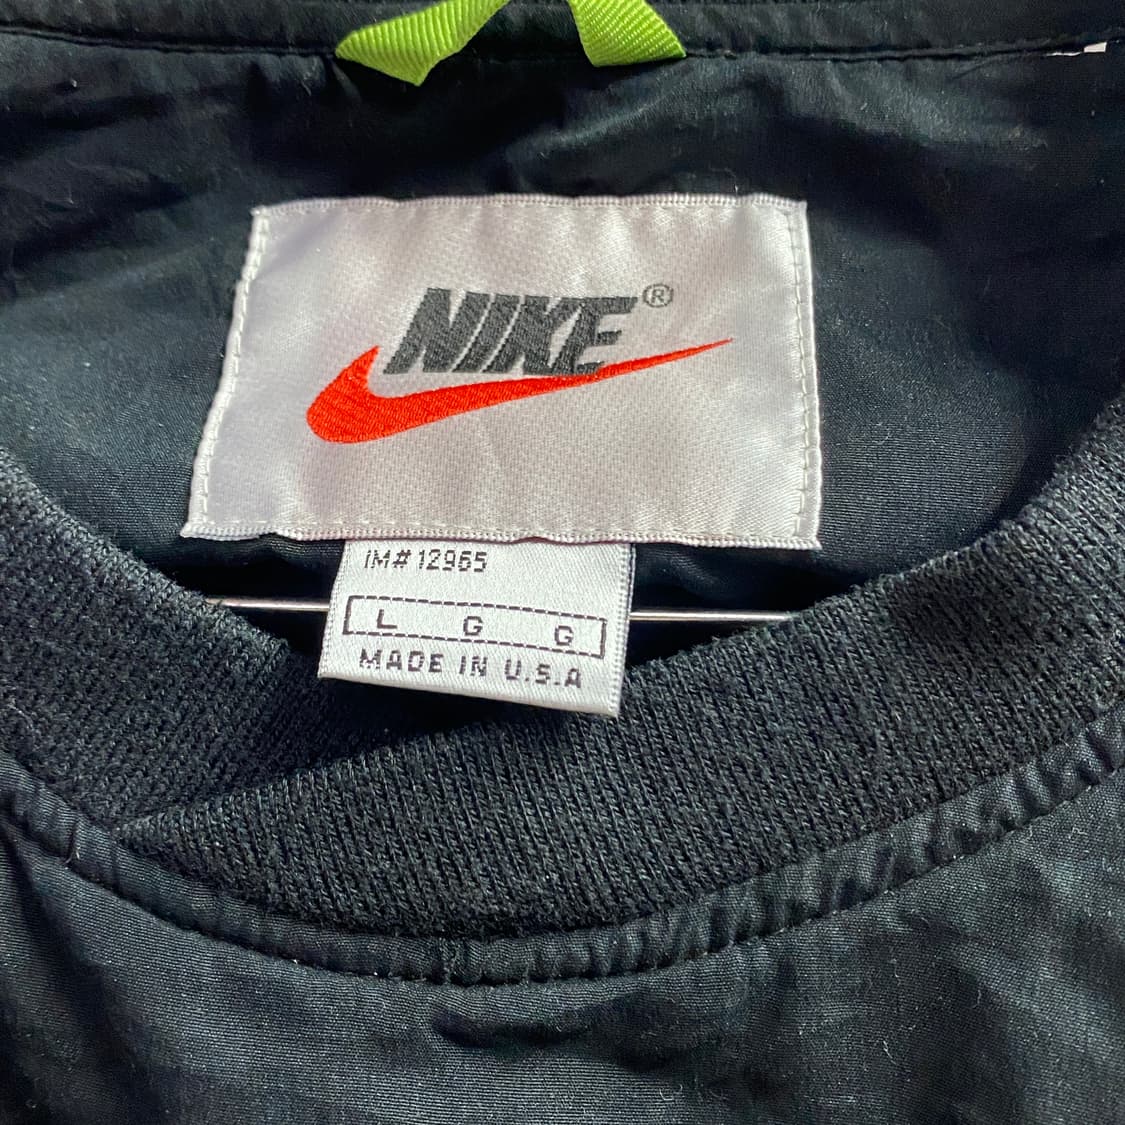 NIKE®
IM# 12965
L G G
MADE IN U.S.A